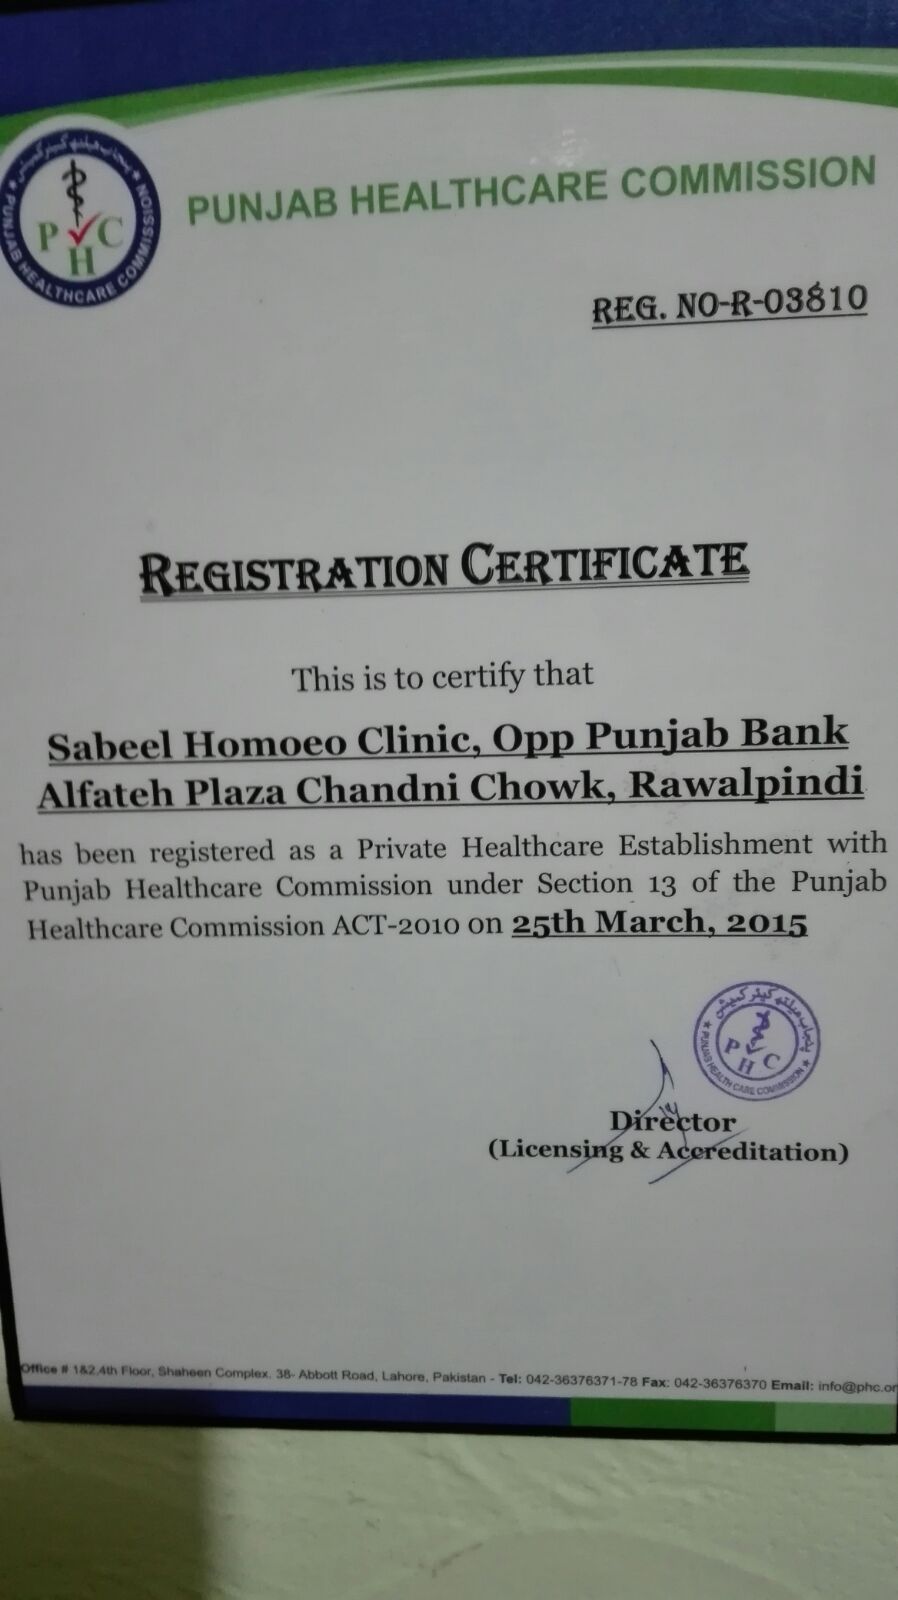 پنجاب ہیلتھ کیئر کمیشن
PUNJAB HEALTHCARE COMMISSION
P H C
PUNJAB HEALTHCARE COMMISSION
REG. NO-R-03810
REGISTRATION CERTIFICATE
This is to certify that
Sabeel Homoeo Clinic, Opp Punjab Bank
Alfateh Plaza Chandni Chowk, Rawalpindi
has been registered as a Private Healthcare Establishment with
Punjab Healthcare Commission under Section 13 of the Punjab
Healthcare Commission ACT-2010 on 25th March, 2015
پنجاب ہیلتھ کیئر کمیشن
P H C
PUNJAB HEALTH CARE COMMISSION
Director
(Licensing & Accreditation)
Office # 1&2,4th Floor, Shaheen Complex. 38- Abbott Road, Lahore, Pakistan - Tel: 042-36376371-78 Fax: 042-36376370 Email: info@phc.or